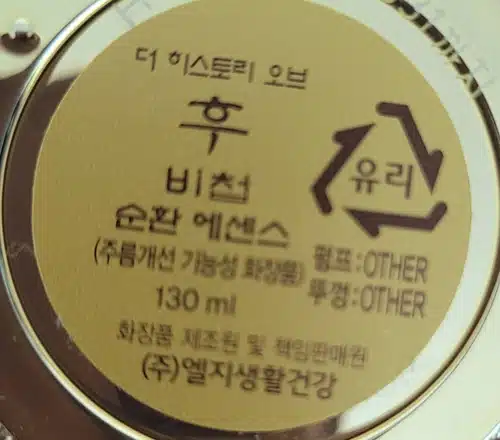 더 히스토리 오브
후
비첩
순환 에센스
(주름개선 기능성 화장품)
130 ml
유리
펌프:OTHER
뚜껑:OTHER
화장품 제조원 및 책임판매원
(주)엘지생활건강